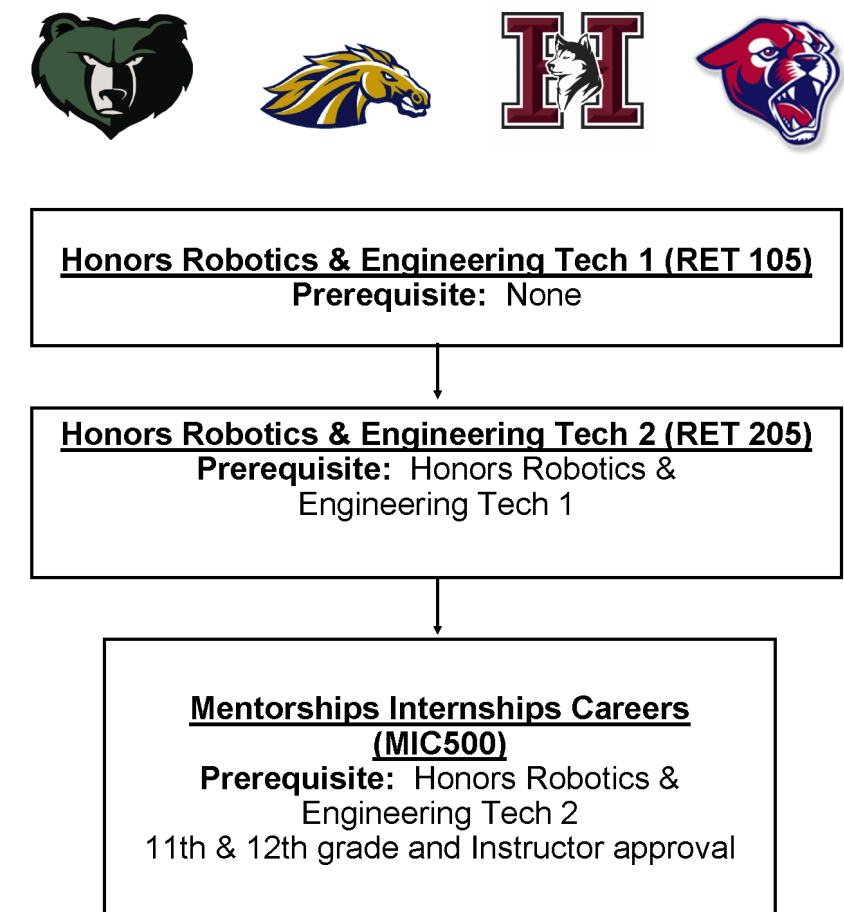 H
Honors Robotics & Engineering Tech 1 (RET 105)
Prerequisite: None
Honors Robotics & Engineering Tech 2 (RET 205)
Prerequisite: Honors Robotics &
Engineering Tech 1
Mentorships Internships Careers
(MIC500)
Prerequisite: Honors Robotics &
Engineering Tech 2
11th & 12th grade and Instructor approval